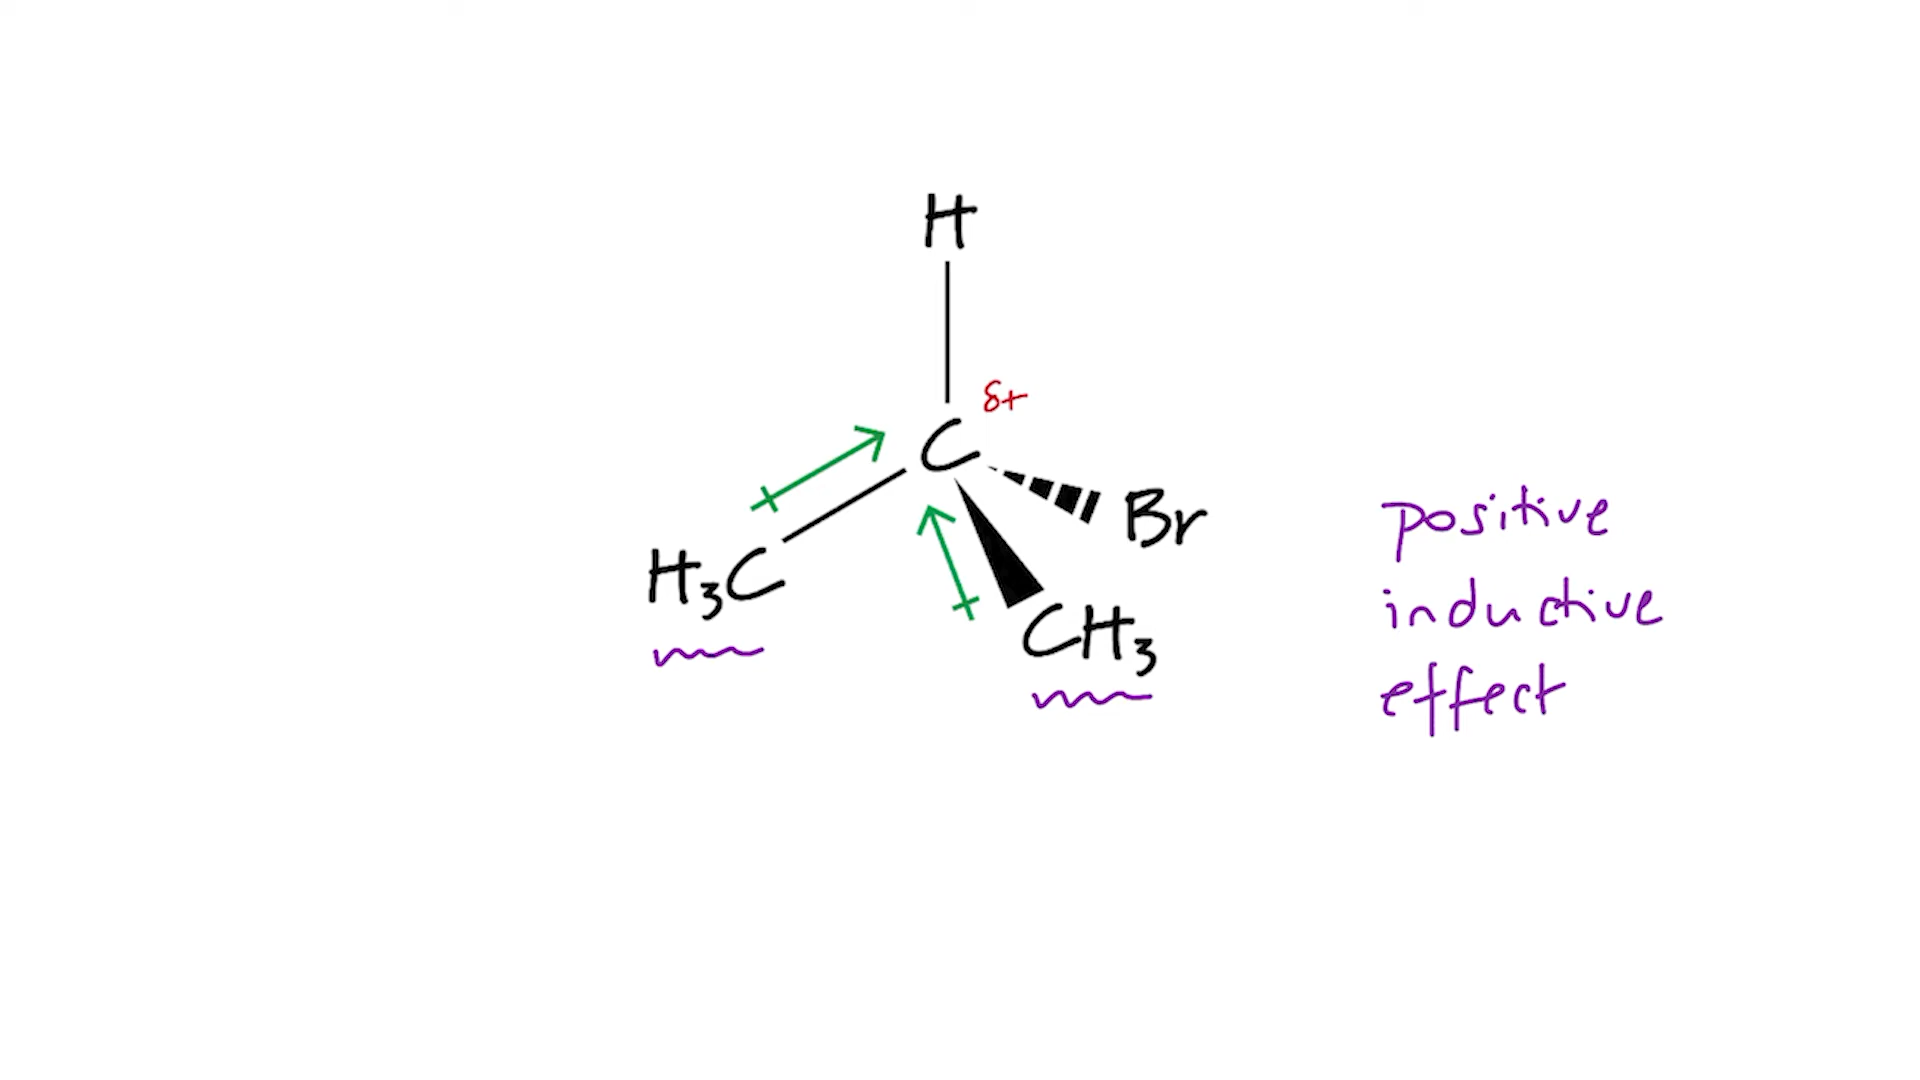 H
δ+
C
Br
H₃C
CH₃
positive
inductive
effect